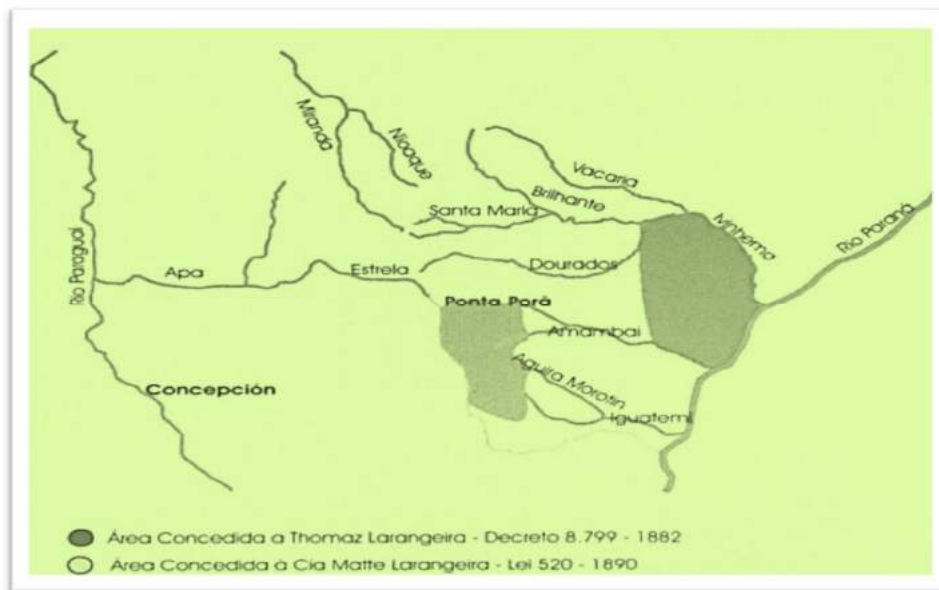 Miranda
Nioaque
Vacaria
Brilhante
Santa Maria
Ivinhema
Rio Paraná
Rio Paraguai
Apa
Estrela
Dourados
Ponta Porã
Amambai
Aguira Morotin
Concepción
Iguatemi
Área Concedida a Thomaz Larangeira - Decreto 8.799 - 1882
Área Concedida à Cia Matte Larangeira - Lei 520 - 1890